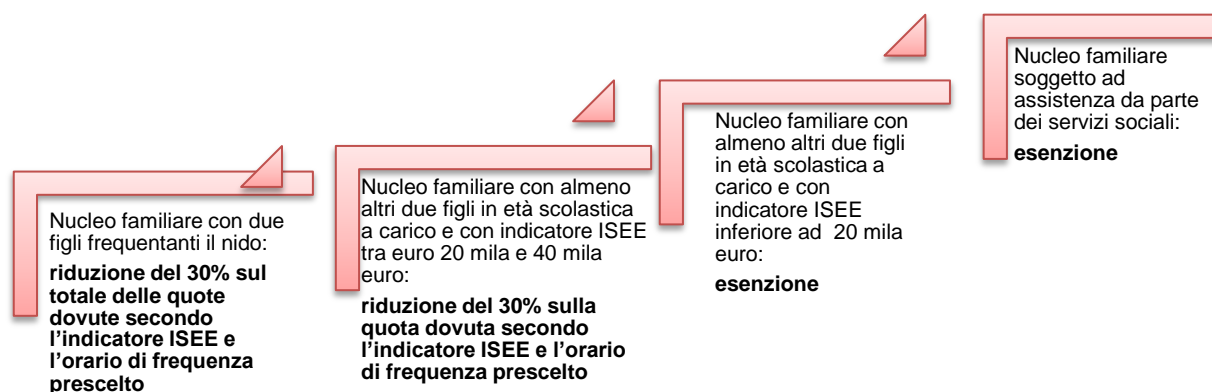 Nucleo familiare con due
figli frequentanti il nido:
riduzione del 30% sul
totale delle quote
dovute secondo
l'indicatore ISEE e
l'orario di frequenza
prescelto
Nucleo familiare con almeno
altri due figli in età scolastica
a carico e con indicatore ISEE
tra euro 20 mila e 40 mila
euro:
riduzione del 30% sulla
quota dovuta secondo
l'indicatore ISEE e l'orario
di frequenza prescelto
Nucleo familiare con
almeno altri due figli
in età scolastica a
carico e con
indicatore ISEE
inferiore ad  20 mila
euro:
esenzione
Nucleo familiare
soggetto ad
assistenza da parte
dei servizi sociali:
esenzione